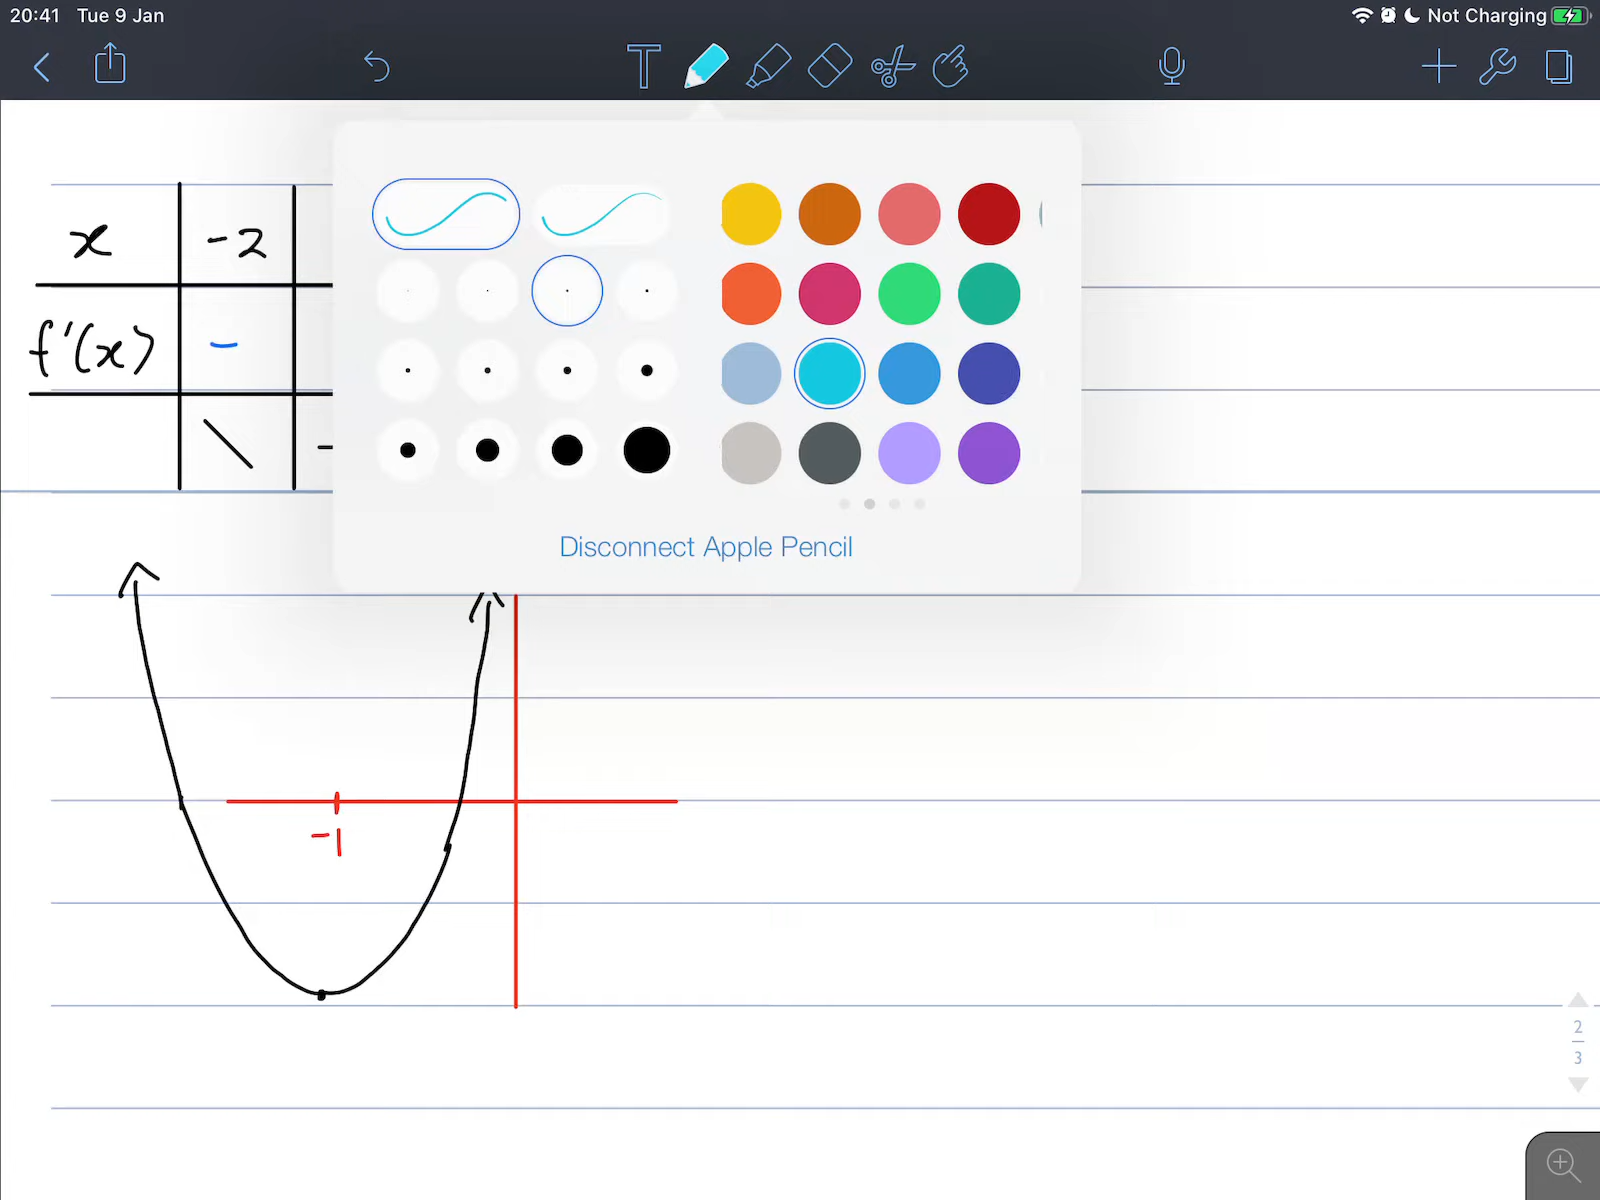 20:41 Tue 9 Jan
Not Charging
T
x -2
f'(x) -
\ -
Disconnect Apple Pencil
-1
2
3